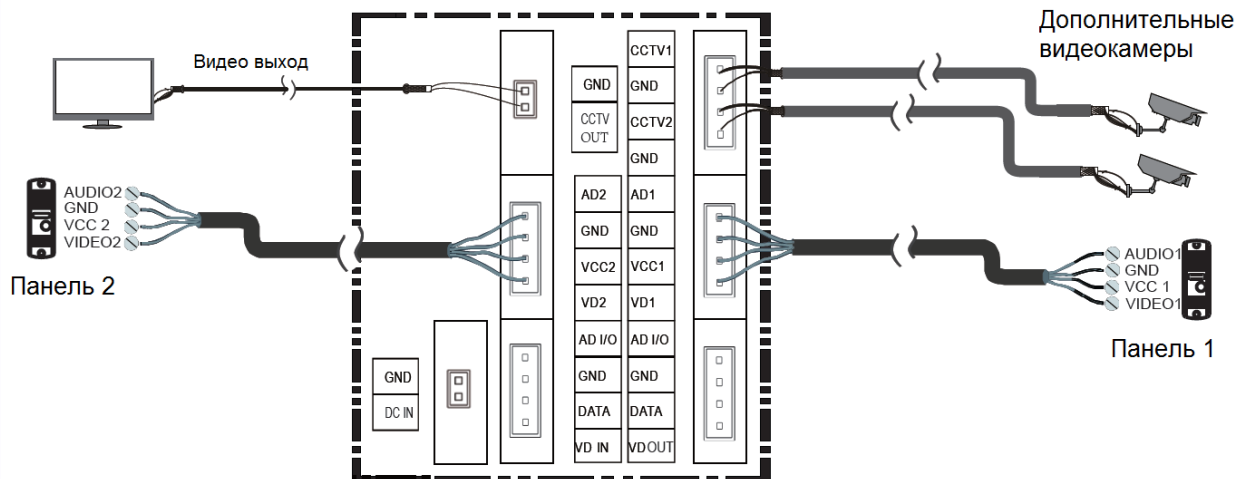 Дополнительные
видеокамеры
Видео выход
GND
CCTV
OUT
CCTV1
GND
CCTV2
GND
AUDIO2
GND
VCC 2
VIDEO2
Панель 2
AD2
GND
VCC2
VD2
AD I/O
GND
DATA
VD IN
AD1
GND
VCC1
VD1
AD I/O
GND
DATA
VDOUT
GND
DC IN
AUDIO1
GND
VCC 1
VIDEO1
Панель 1